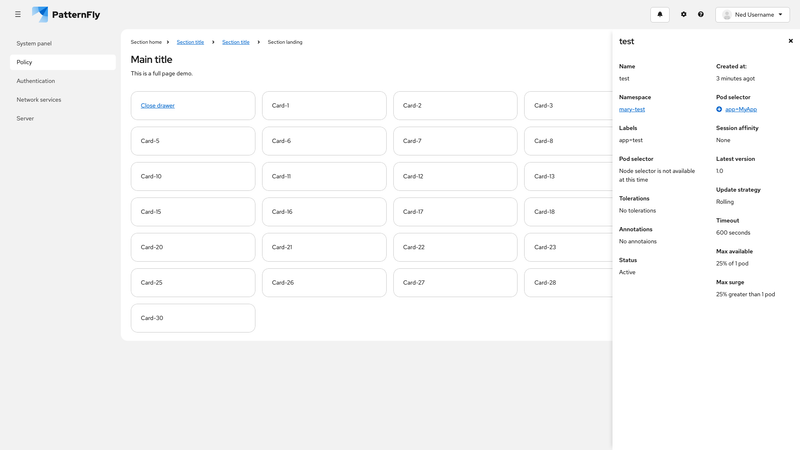 PatternFly
Ned Username
System panel
Policy
Authentication
Network services
Server
Section home
Section title
Section title
Section landing
Main title
This is a full page demo.
Close drawer
Card-1
Card-2
Card-3
Card-5
Card-6
Card-7
Card-8
Card-10
Card-11
Card-12
Card-13
Card-15
Card-16
Card-17
Card-18
Card-20
Card-21
Card-22
Card-23
Card-25
Card-26
Card-27
Card-28
Card-30
test
Name
test
Namespace
mary-test
Labels
app=test
Pod selector
Node selector is not available
at this time
Tolerations
No tolerations
Annotations
No annotaions
Status
Active
Created at:
3 minutes agot
Pod selector
app=MyApp
Session affinity
None
Latest version
1.0
Update strategy
Rolling
Timeout
600 seconds
Max available
25% of 1 pod
Max surge
25% greater than 1 pod